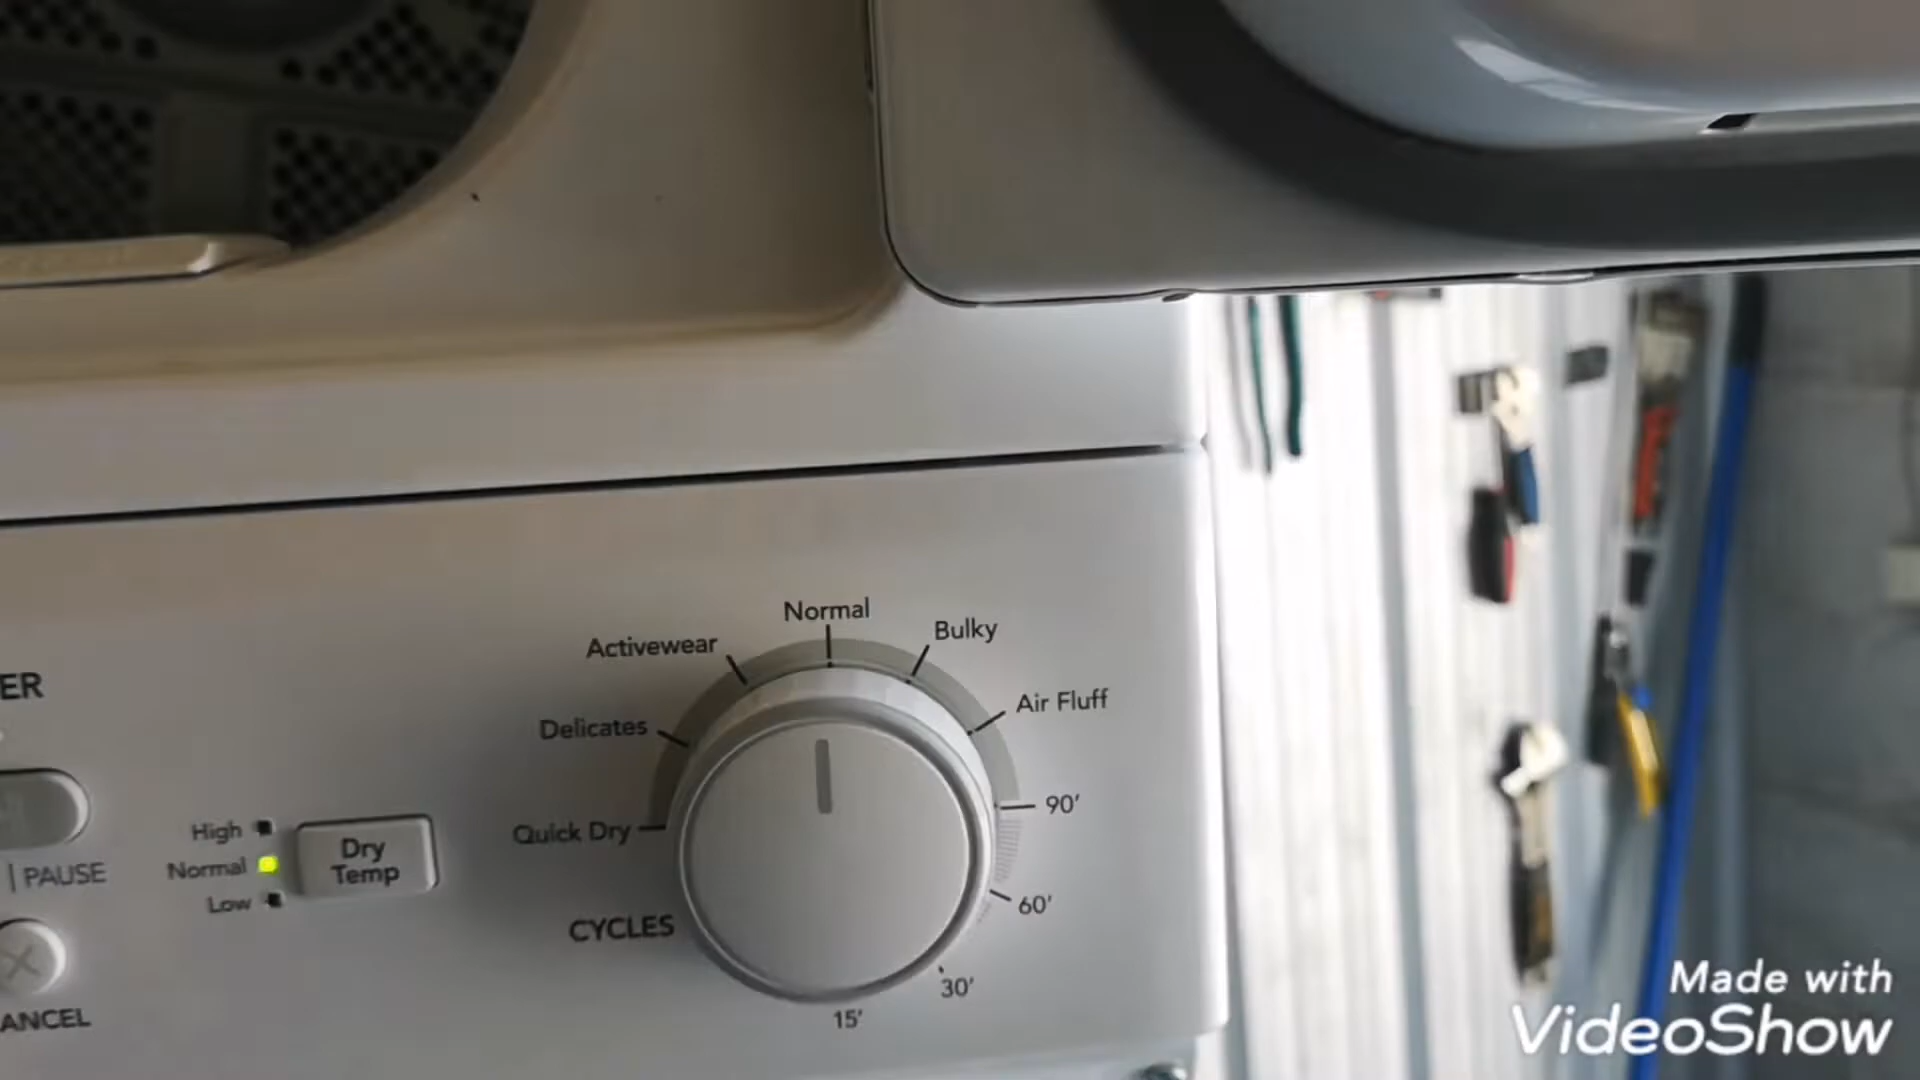 Normal
Activewear
Bulky
Air Fluff
Delicates
Quick Dry
90'
60'
30'
15'
CYCLES
High
Normal
Low
Dry
Temp
ER
| PAUSE
ANCEL
Made with
VideoShow